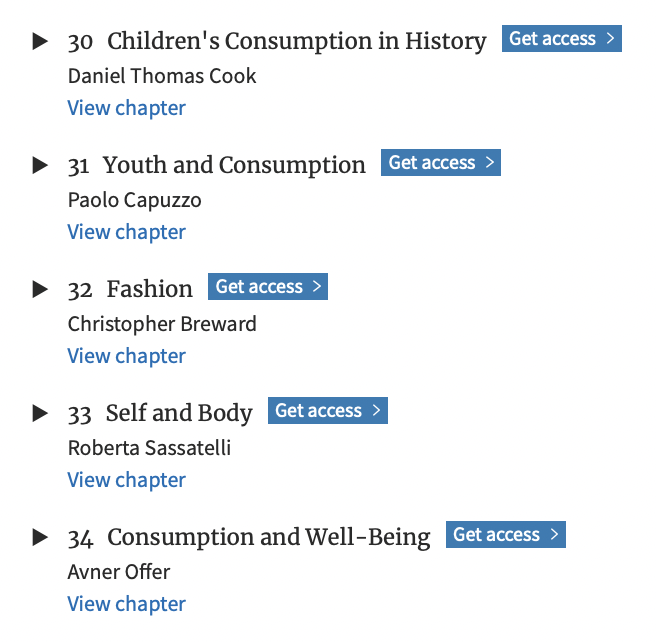 30 Children's Consumption in History Get access >
Daniel Thomas Cook
View chapter
31 Youth and Consumption Get access >
Paolo Capuzzo
View chapter
32 Fashion Get access >
Christopher Breward
View chapter
33 Self and Body Get access >
Roberta Sassatelli
View chapter
34 Consumption and Well-Being Get access >
Avner Offer
View chapter